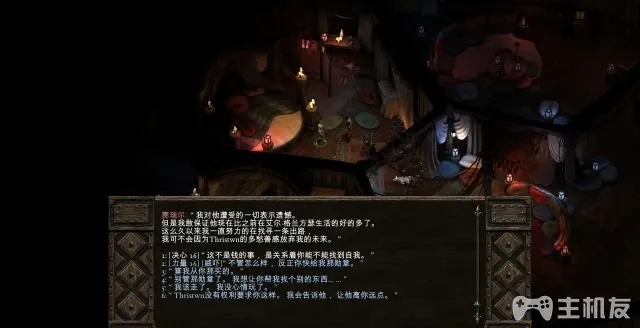 赛瑞尔 “我对他遭受的一切表示遗憾。
但是我敢保证他现在比之前在艾尔·格兰方瑟生活的好的多了。
这么久以来我一直努力的在找寻一条出路，
我可不会因为Thristwn的多愁善感放弃我的未来。”
1: [决心 16] “这不是钱的事，是关系着你能不能找到自我。”
2: [力量 16] [威吓] “不管怎么样，反正你快给我那勋章。”
3: “算我从你那买的。”
4: “别管那勋章了。我想让你帮我找个别的东西……”
5: “我该走了。我没心情玩了。”
6: “Thristwn没有权利要求你这样。我会告诉他，让他离你远点。”
主机友